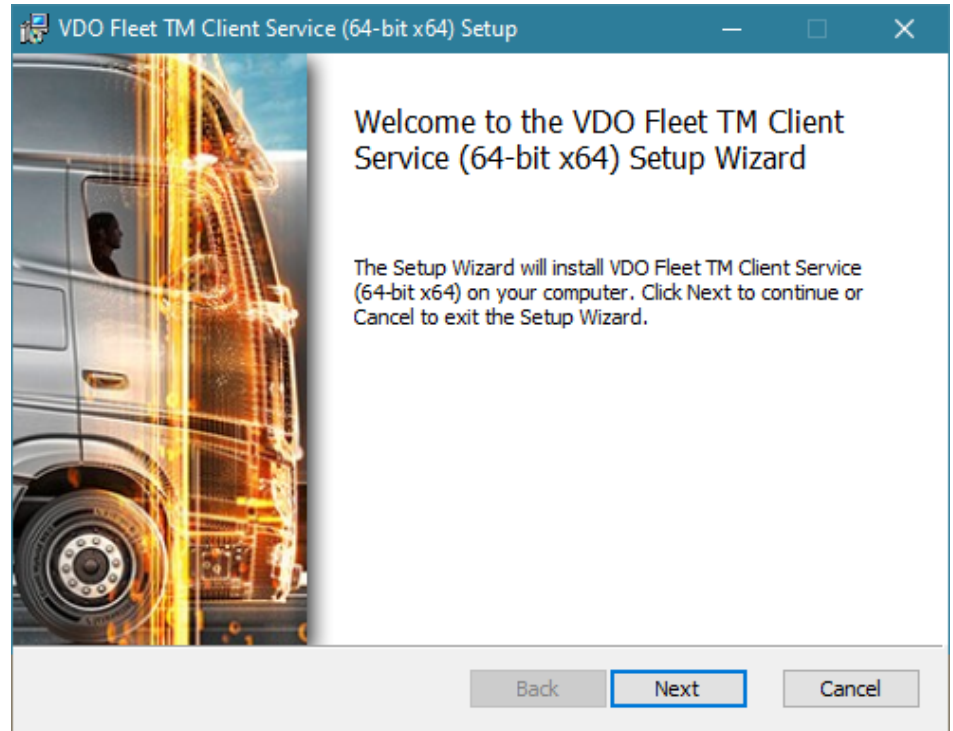 VDO Fleet TM Client Service (64-bit x64) Setup
Welcome to the VDO Fleet TM Client
Service (64-bit x64) Setup Wizard
The Setup Wizard will install VDO Fleet TM Client Service
(64-bit x64) on your computer. Click Next to continue or
Cancel to exit the Setup Wizard.
Back
Next
Cancel